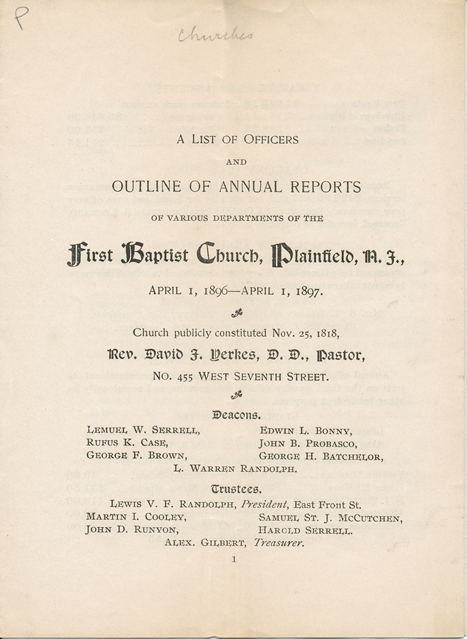 P
Churches
A LIST OF OFFICERS
AND
OUTLINE OF ANNUAL REPORTS
OF VARIOUS DEPARTMENTS OF THE
First Baptist Church, Plainfield, N. J.,
APRIL 1, 1896—APRIL 1, 1897.
Church publicly constituted Nov. 25, 1818,
Rev. David J. Yerkes, D. D., Pastor,
NO. 455 WEST SEVENTH STREET.
Deacons.
LEMUEL W. SERRELL, EDWIN L. BONNY,
RUFUS K. CASE, JOHN B. PROBASCO,
GEORGE F. BROWN, GEORGE H. BATCHELOR,
L. WARREN RANDOLPH.
Trustees.
LEWIS V. F. RANDOLPH, President, East Front St.
MARTIN I. COOLEY, SAMUEL ST. J. MCCUTCHEN,
JOHN D. RUNYON, HAROLD SERRELL.
ALEX. GILBERT, Treasurer.
1